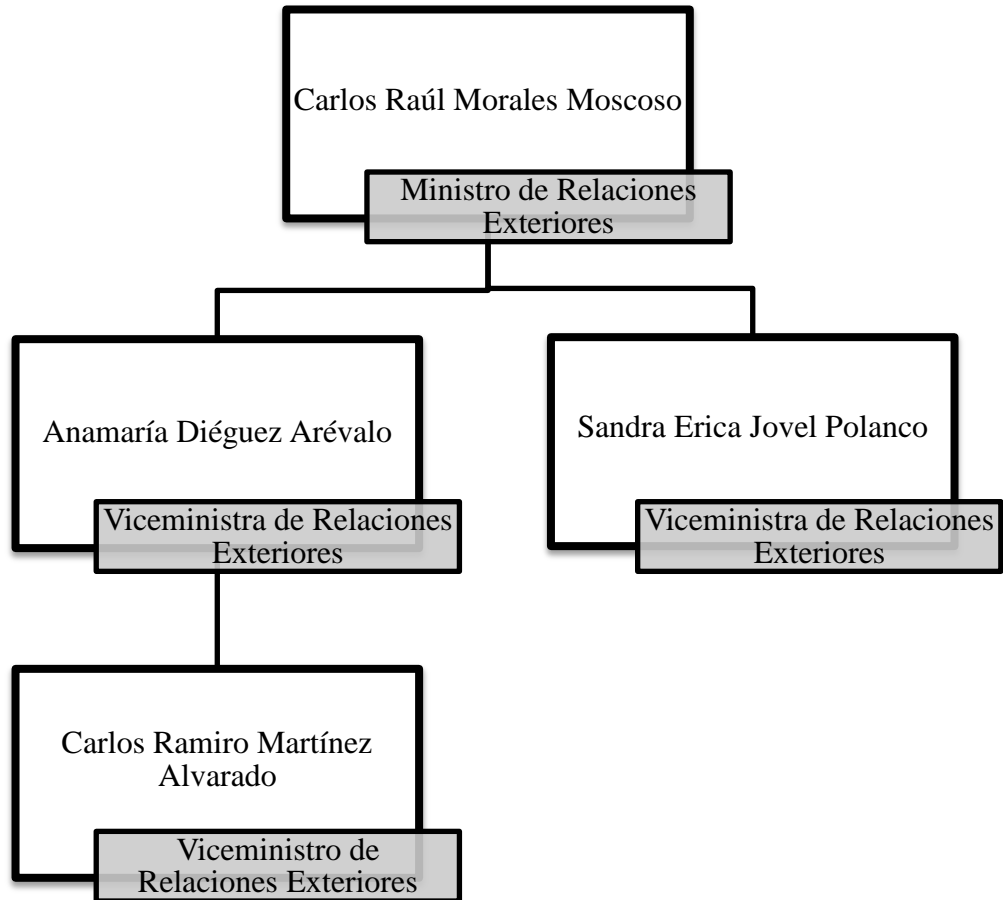 Carlos Raúl Morales Moscoso
Ministro de Relaciones
Exteriores
Anamaría Diéguez Arévalo
Viceministra de Relaciones
Exteriores
Sandra Erica Jovel Polanco
Viceministra de Relaciones
Exteriores
Carlos Ramiro Martínez
Alvarado
Viceministro de
Relaciones Exteriores